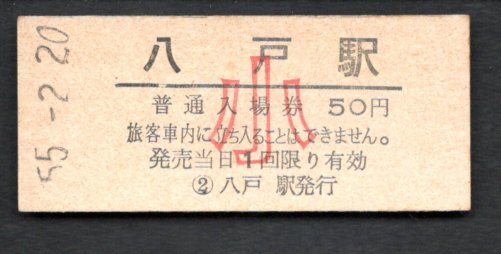 55.-2.20
八戸駅
小
普通入場券 50円
旅客車内に立ち入ることはできません。
発売当日1回限り有効
②八戸駅発行